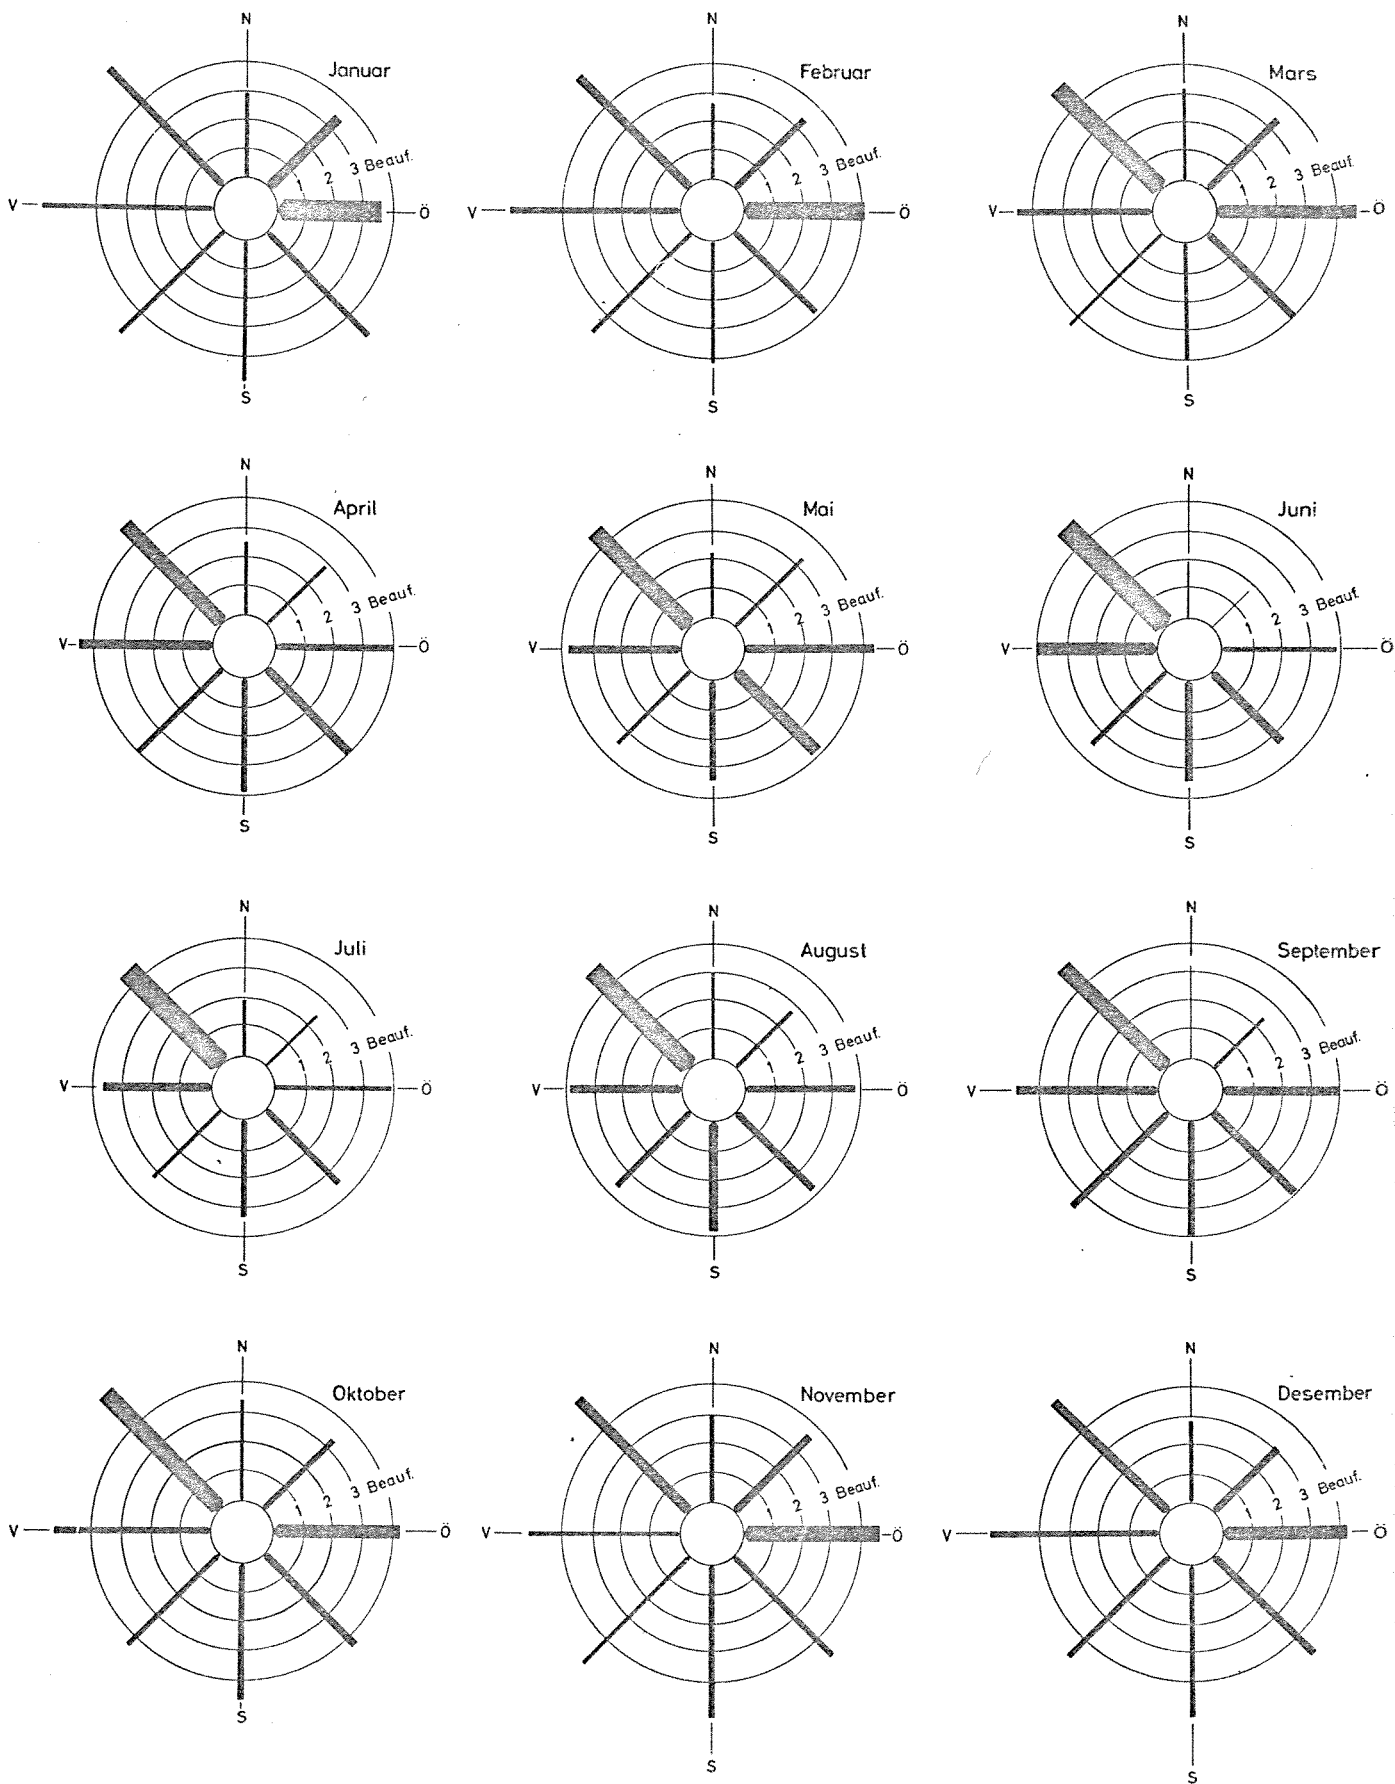 N
Januar
1 2 3 Beauf.
V Ö
S
N
Februar
1 2 3 Beauf.
V Ö
S
N
Mars
1 2 3 Beauf.
V Ö
S
N
April
1 2 3 Beauf.
V Ö
S
N
Mai
1 2 3 Beauf.
V Ö
S
N
Juni
1 2 3 Beauf.
V Ö
S
N
Juli
1 2 3 Beauf.
V Ö
S
N
August
1 2 3 Beauf.
V Ö
S
N
September
1 2 3 Beauf.
V Ö
S
N
Oktober
1 2 3 Beauf.
V Ö
S
N
November
1 2 3 Beauf.
V Ö
S
N
Desember
1 2 3 Beauf.
V Ö
S